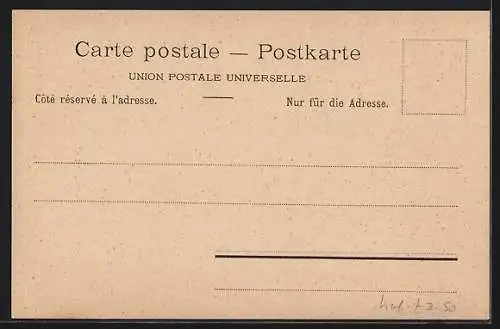 Carte postale — Postkarte
UNION POSTALE UNIVERSELLE
Côté réservé à l'adresse. Nur für die Adresse.